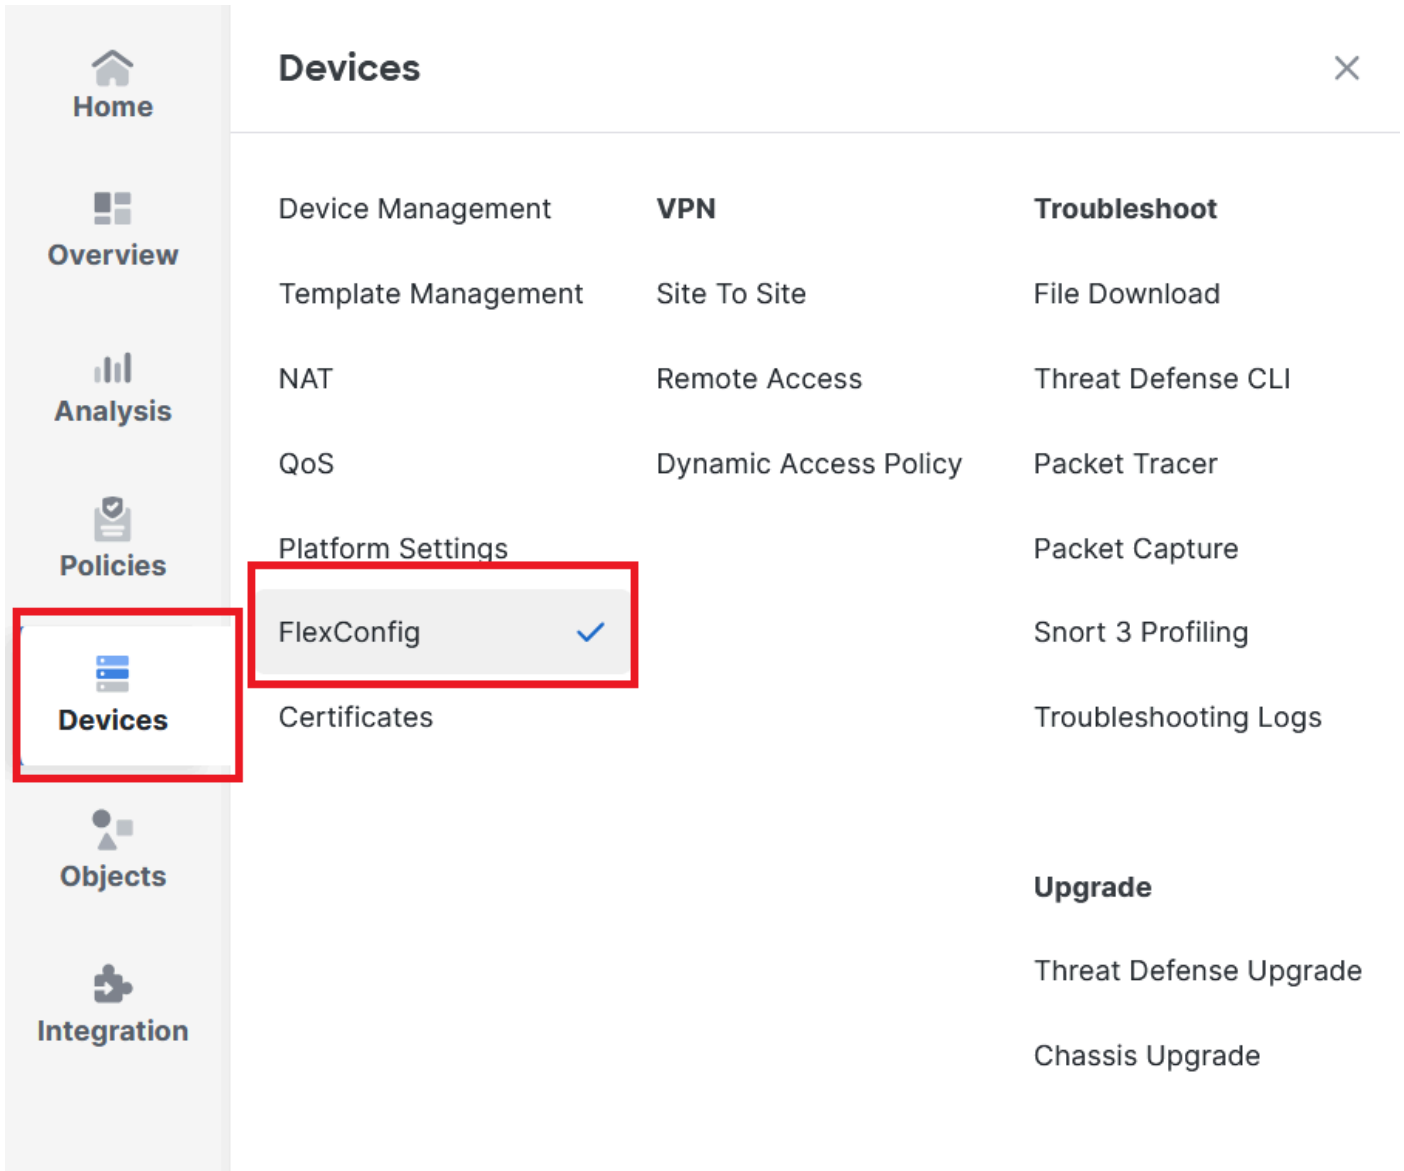 Home
Overview
Analysis
Policies
Devices
Objects
Integration
Devices
Device Management
Template Management
NAT
QoS
Platform Settings
FlexConfig
Certificates
VPN
Site To Site
Remote Access
Dynamic Access Policy
Troubleshoot
File Download
Threat Defense CLI
Packet Tracer
Packet Capture
Snort 3 Profiling
Troubleshooting Logs
Upgrade
Threat Defense Upgrade
Chassis Upgrade